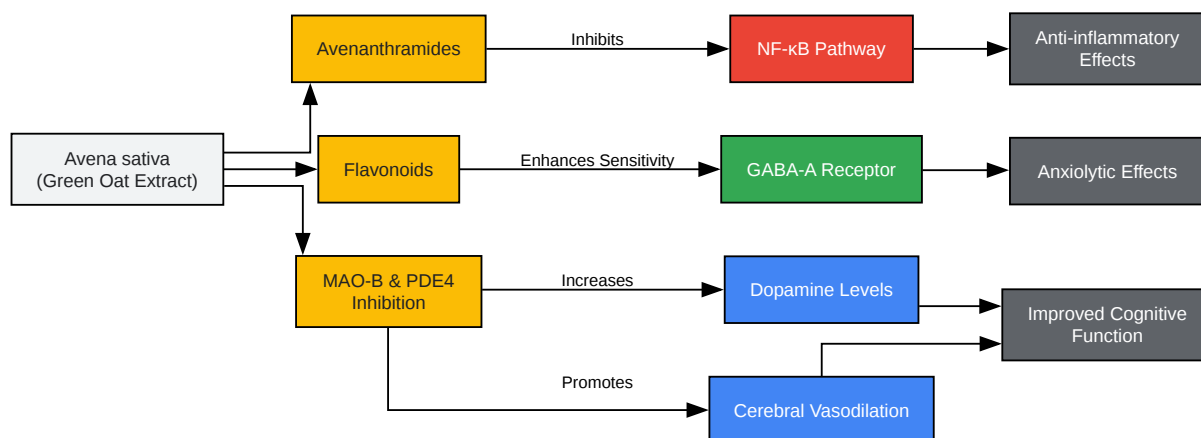 Avenanthramides
Inhibits
NF-κB Pathway
Anti-inflammatory
Effects
Avena sativa
(Green Oat Extract)
Flavonoids
Enhances Sensitivity
GABA-A Receptor
Anxiolytic Effects
MAO-B & PDE4
Inhibition
Increases
Dopamine Levels
Improved Cognitive
Function
Promotes
Cerebral Vasodilation